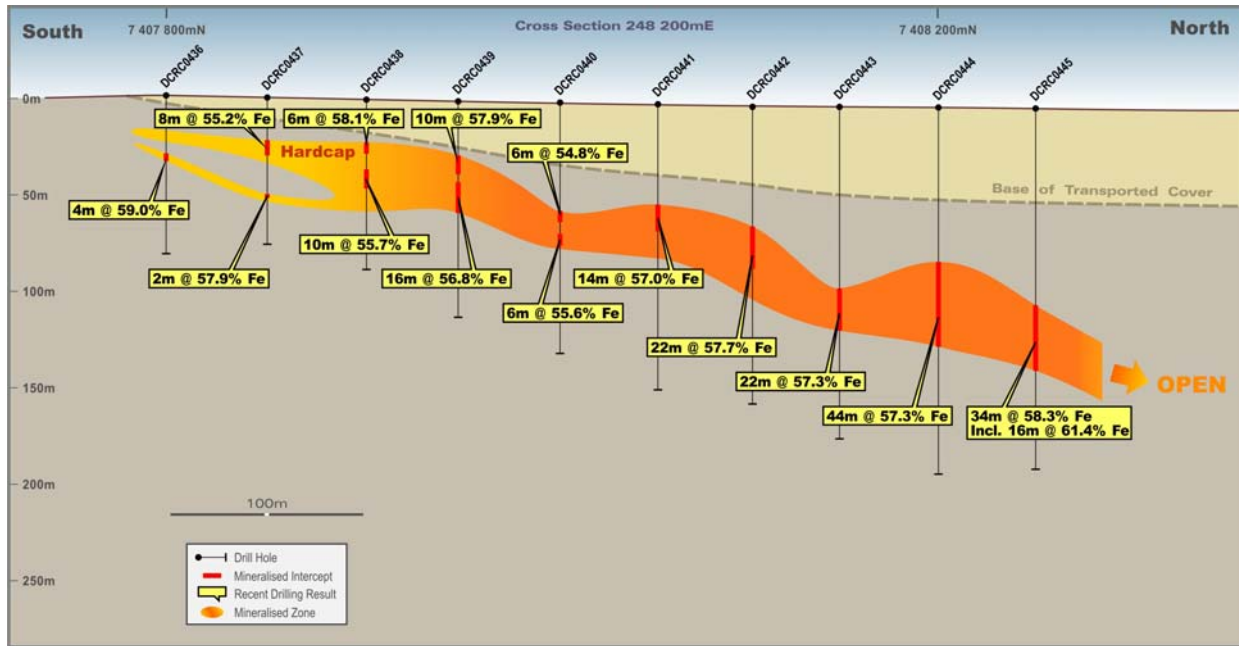 South
7 407 800mN
Cross Section 248 200mE
7 408 200mN
North
DCRC0436
DCRC0437
DCRC0438
DCRC0439
DCRC0440
DCRC0441
DCRC0442
DCRC0443
DCRC0444
DCRC0445
0m
8m @ 55.2% Fe
6m @ 58.1% Fe
10m @ 57.9% Fe
Hardcap
6m @ 54.8% Fe
50m
Base of Transported Cover
4m @ 59.0% Fe
10m @ 55.7% Fe
2m @ 57.9% Fe
16m @ 56.8% Fe
14m @ 57.0% Fe
100m
6m @ 55.6% Fe
22m @ 57.7% Fe
22m @ 57.3% Fe
150m
OPEN
44m @ 57.3% Fe
34m @ 58.3% Fe
Incl. 16m @ 61.4% Fe
200m
100m
250m
Drill Hole
Mineralised Intercept
Recent Drilling Result
Mineralised Zone